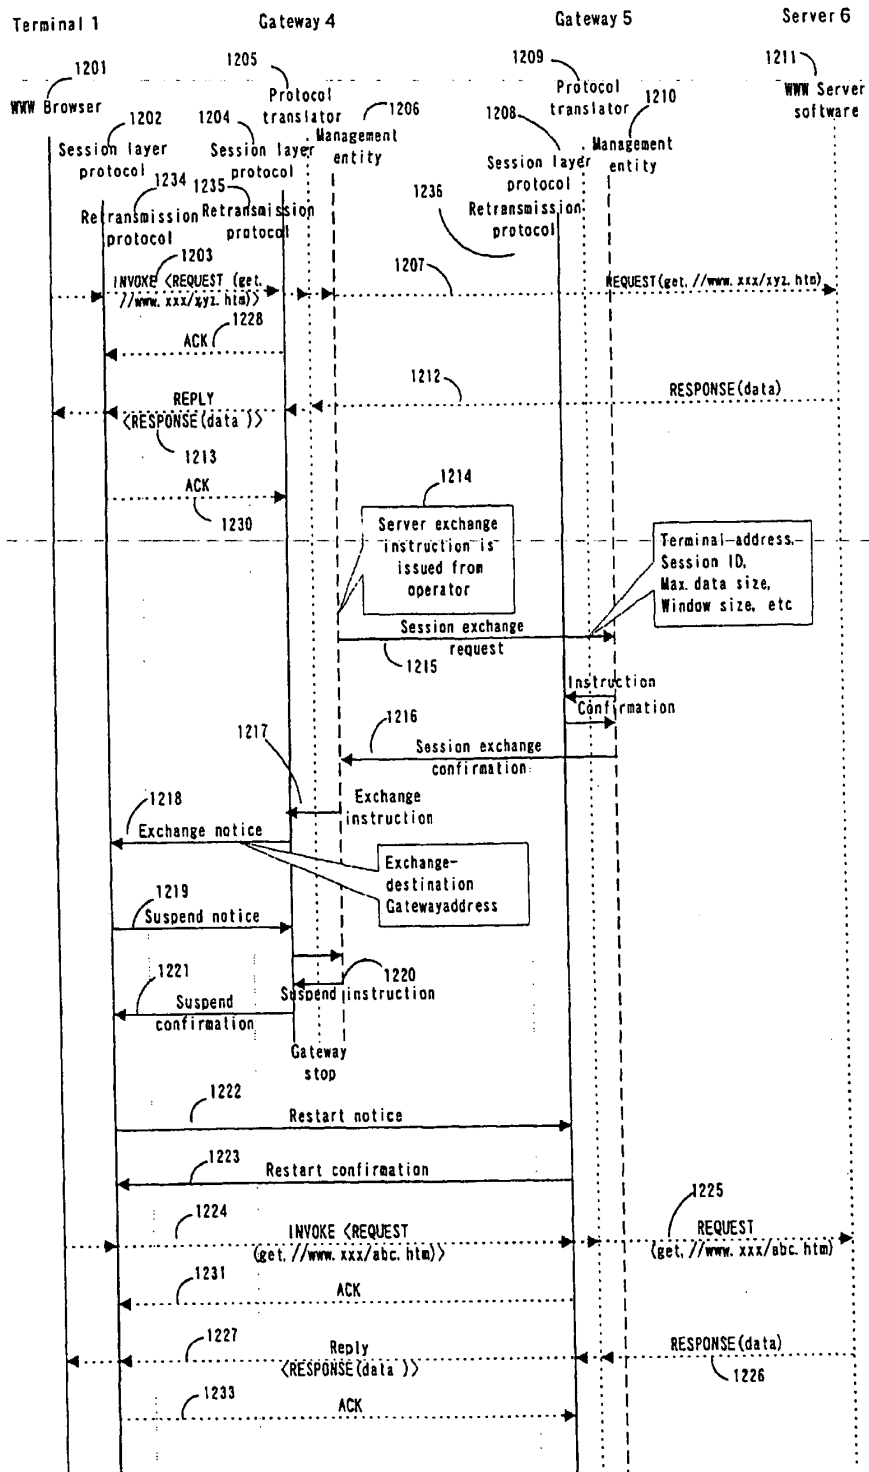 Terminal 1
Gateway 4
Gateway 5
Server 6
1201
1205
1209
1211
WWW Browser
1202
1204
Protocol
translator
1206
1208
Protocol
translator
1210
WWW Server
software
Session layer
protocol
Session layer
protocol
Management
entity
Session layer
protocol
Management
entity
1234
1235
1236
Retransmission
protocol
Retransmission
protocol
Retransmission
protocol
1203
1207
INVOKE <REQUEST (get.
//www.xxx/xyz.htm)>
REQUEST(get.//www.xxx/xyz.htm)
1228
ACK
1212
REPLY
<RESPONSE(data )>
RESPONSE(data)
1213
ACK
1230
1214
Server exchange
instruction is
issued from
operator
Terminal address.
Session ID,
Max. data size,
Window size, etc
Session exchange
request
1215
Instruction
Confirmation
1216
Session exchange
confirmation
1217
Exchange
instruction
1218
Exchange notice
Exchange-
destination
Gatewayaddress
1219
Suspend notice
1220
Suspend instruction
1221
Suspend
confirmation
Gateway
stop
1222
Restart notice
1223
Restart confirmation
1224
INVOKE <REQUEST
(get.//www.xxx/abc.htm)>
1225
REQUEST
(get.//www.xxx/abc.htm)
1231
ACK
1227
Reply
<RESPONSE(data )>
RESPONSE(data)
1226
1233
ACK